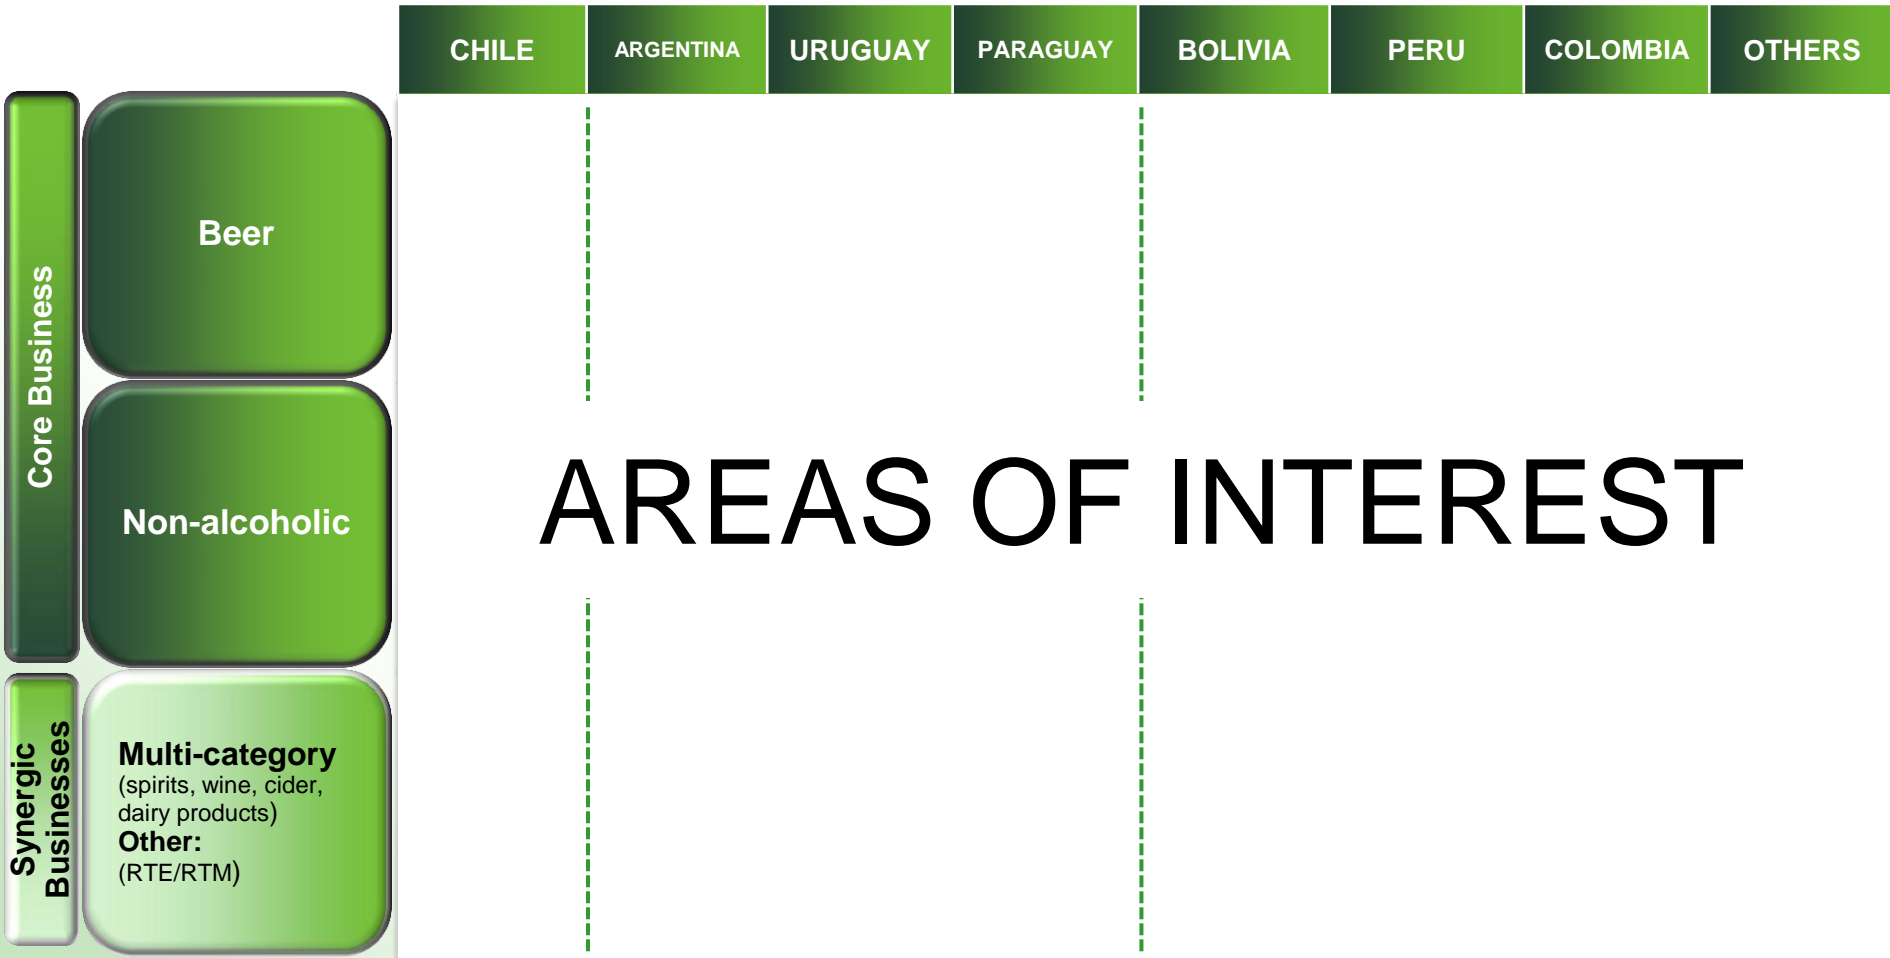 CHILE
ARGENTINA
URUGUAY
PARAGUAY
BOLIVIA
PERU
COLOMBIA
OTHERS
Core Business
Beer
Non-alcoholic
AREAS OF INTEREST
Synergic
Businesses
Multi-category
(spirits, wine, cider,
dairy products)
Other:
(RTE/RTM)